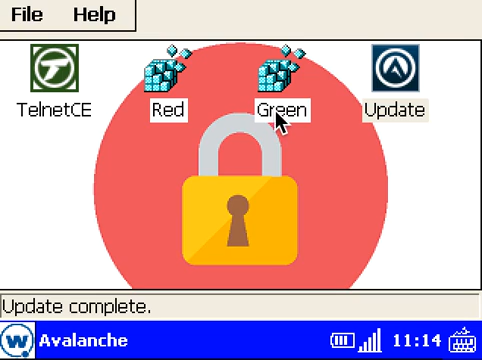 File Help
TelnetCE Red Green Update
Update complete.
W Avalanche 11:14